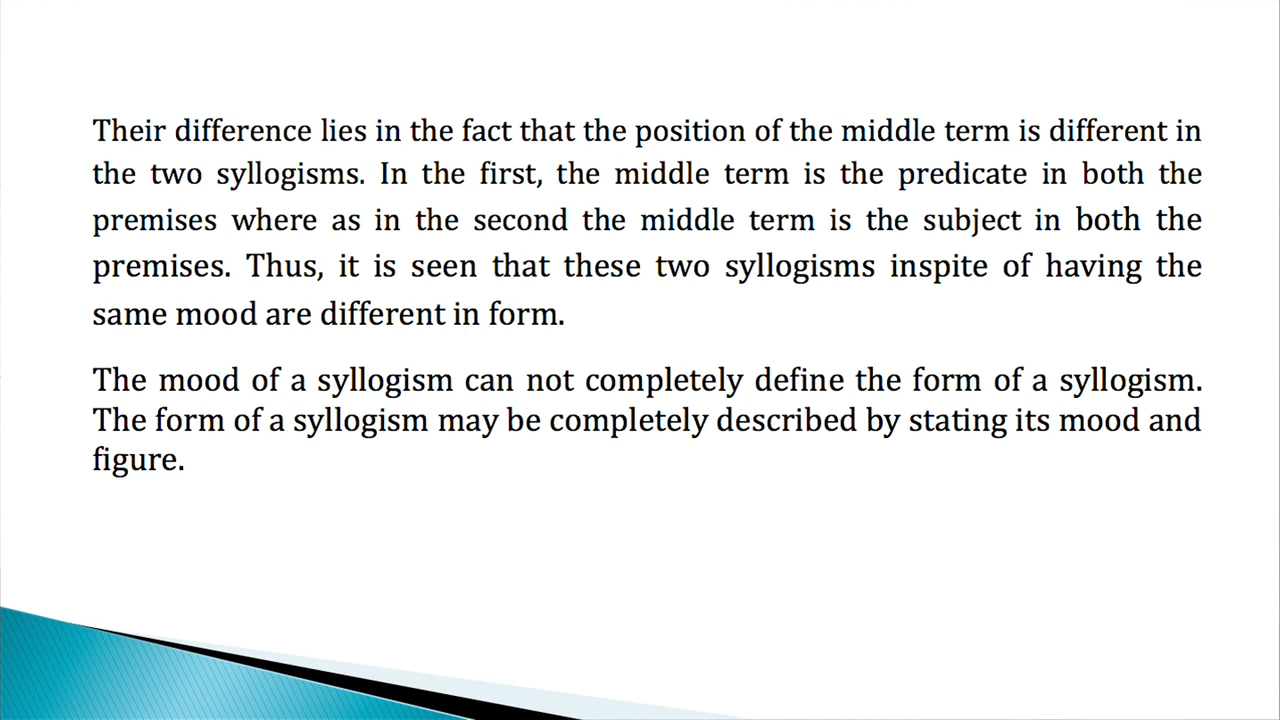 Their difference lies in the fact that the position of the middle term is different in
the two syllogisms. In the first, the middle term is the predicate in both the
premises where as in the second the middle term is the subject in both the
premises. Thus, it is seen that these two syllogisms inspite of having the
same mood are different in form.
The mood of a syllogism can not completely define the form of a syllogism.
The form of a syllogism may be completely described by stating its mood and
figure.